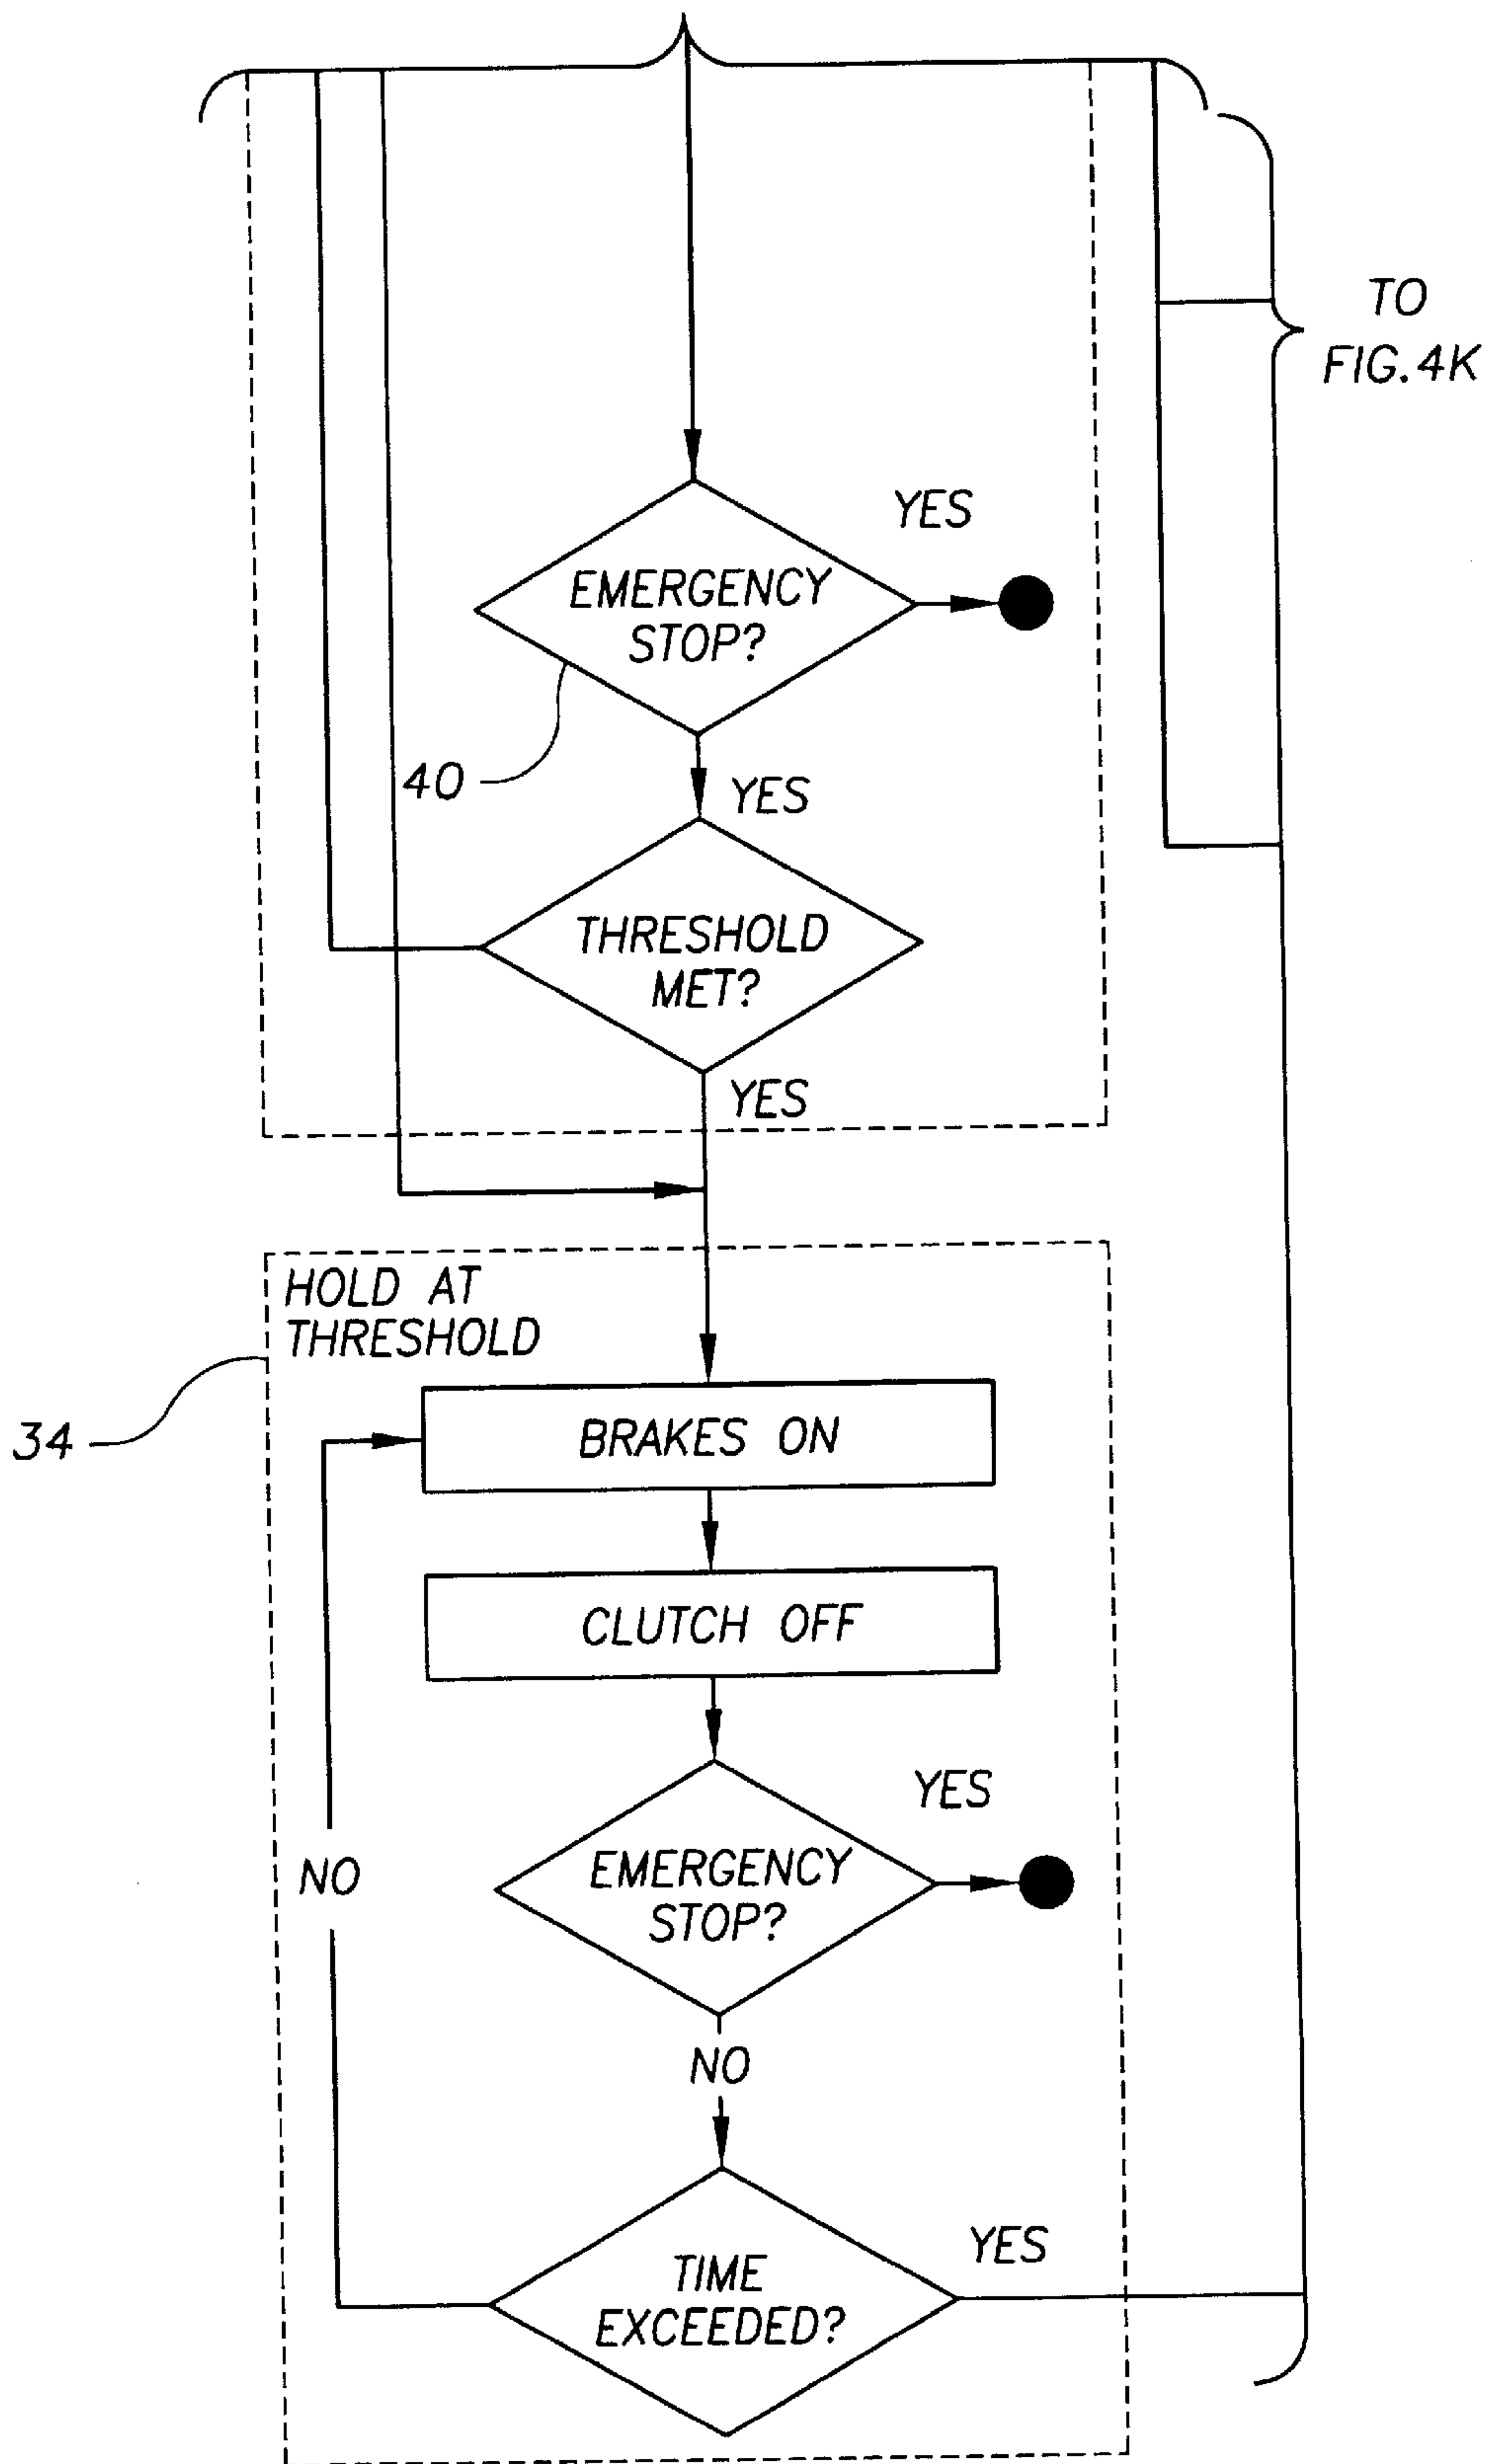 TO
FIG.4K
YES
EMERGENCY
STOP?
40
YES
THRESHOLD
MET?
YES
HOLD AT
THRESHOLD
34
BRAKES ON
CLUTCH OFF
YES
EMERGENCY
STOP?
NO
NO
YES
TIME
EXCEEDED?